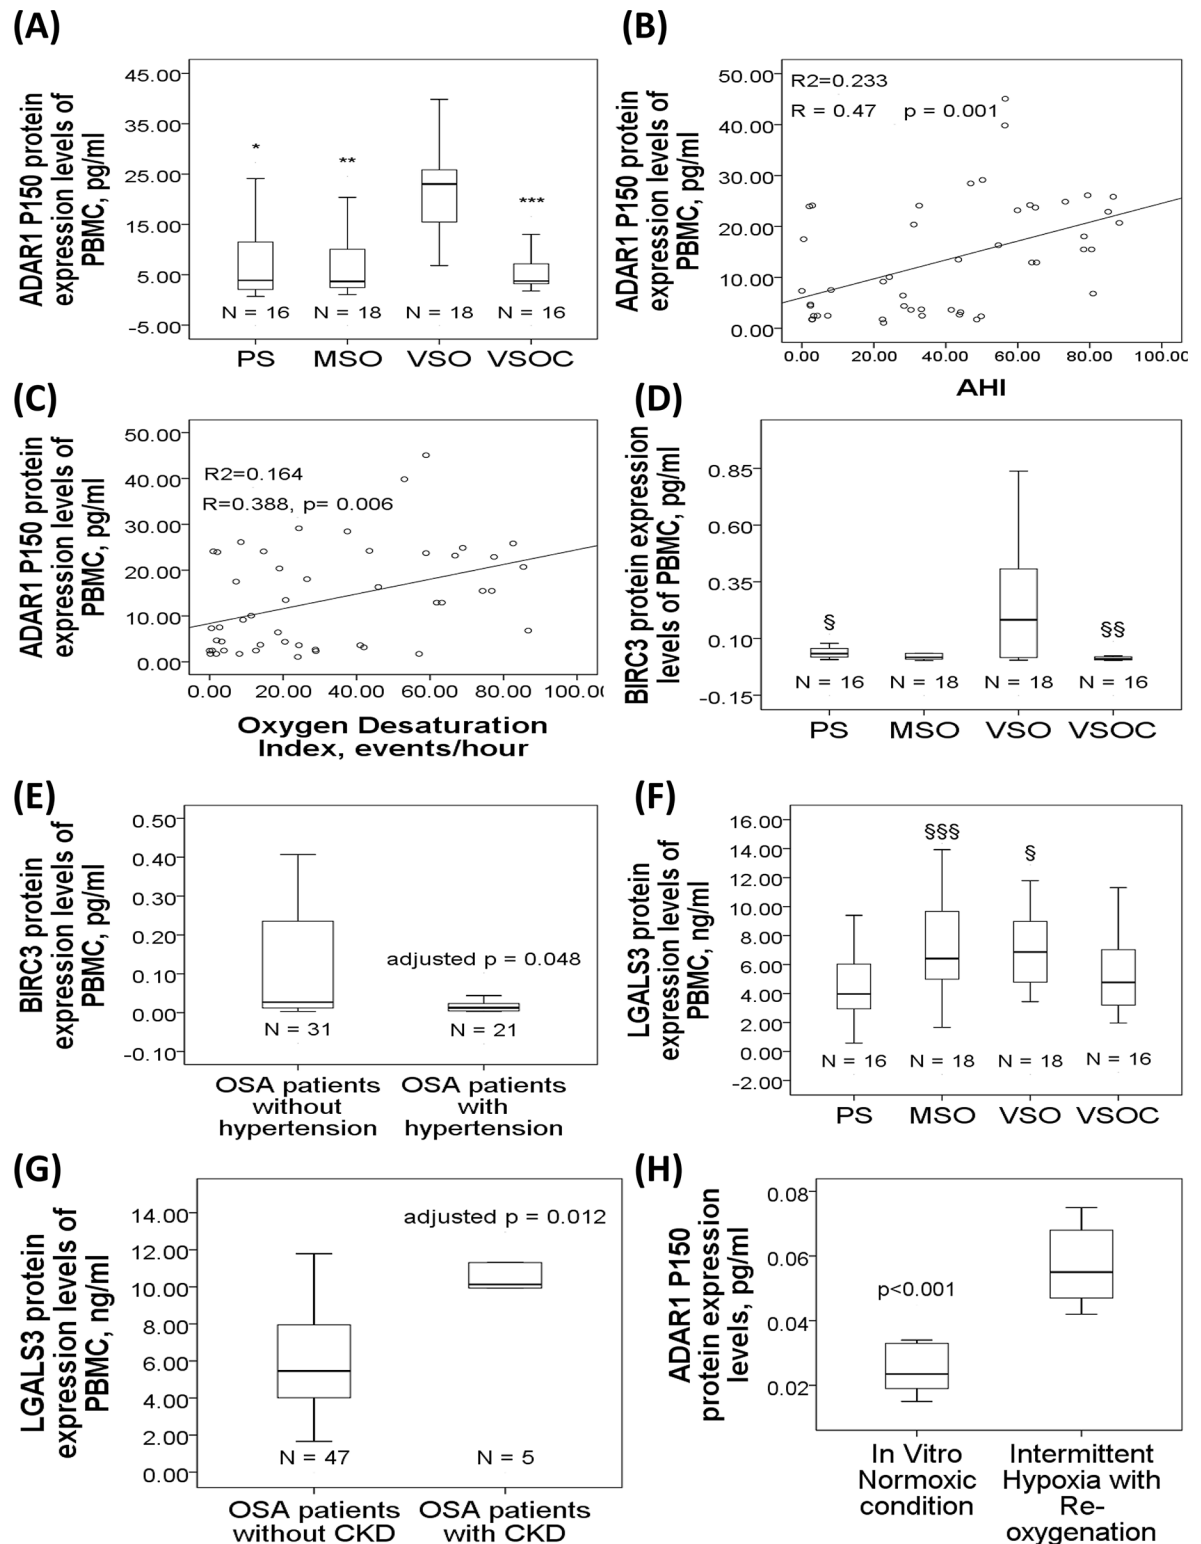 (A)
ADAR1 P150 protein
expression levels of
PBMC, pg/ml
45.00
35.00
25.00
15.00
5.00
-5.00
*
**
***
N = 16
N = 18
N = 18
N = 16
PS
MSO
VSO
VSOC
(B)
ADAR1 P150 protein
expression levels of
PBMC, pg/ml
50.00
40.00
30.00
20.00
10.00
0.00
R2=0.233
R = 0.47 p = 0.001
0.00
20.00
40.00
60.00
80.00
100.00
AHI
(C)
ADAR1 P150 protein
expression levels of
PBMC, pg/ml
50.00
40.00
30.00
20.00
10.00
0.00
R2=0.164
R=0.388, p= 0.006
0.00
20.00
40.00
60.00
80.00
100.0
Oxygen Desaturation
Index, events/hour
(D)
BIRC3 protein expression
levels of PBMC, pg/ml
0.85
0.60
0.35
0.10
-0.15
§
§§
N = 16
N = 18
N = 18
N = 16
PS
MSO
VSO
VSOC
(E)
BIRC3 protein
expression levels of
PBMC, pg/ml
0.50
0.40
0.30
0.20
0.10
0.00
-0.10
adjusted p = 0.048
N = 31
N = 21
OSA patients
without
hypertension
OSA patients
with
hypertension
(F)
LGALS3 protein
expression levels of
PBMC, ng/ml
16.00
14.00
12.00
10.00
8.00
6.00
4.00
2.00
0.00
-2.00
§§§
§
N = 16
N = 18
N = 18
N = 16
PS
MSO
VSO
VSOC
(G)
LGALS3 protein
expression levels of
PBMC, ng/ml
14.00
12.00
10.00
8.00
6.00
4.00
2.00
0.00
adjusted p = 0.012
N = 47
N = 5
OSA patients
without CKD
OSA patients
with CKD
(H)
ADAR1 P150
protein expression
levels, pg/ml
0.08
0.06
0.04
0.02
p<0.001
In Vitro
Normoxic
condition
Intermittent
Hypoxia with
Re-
oxygenation